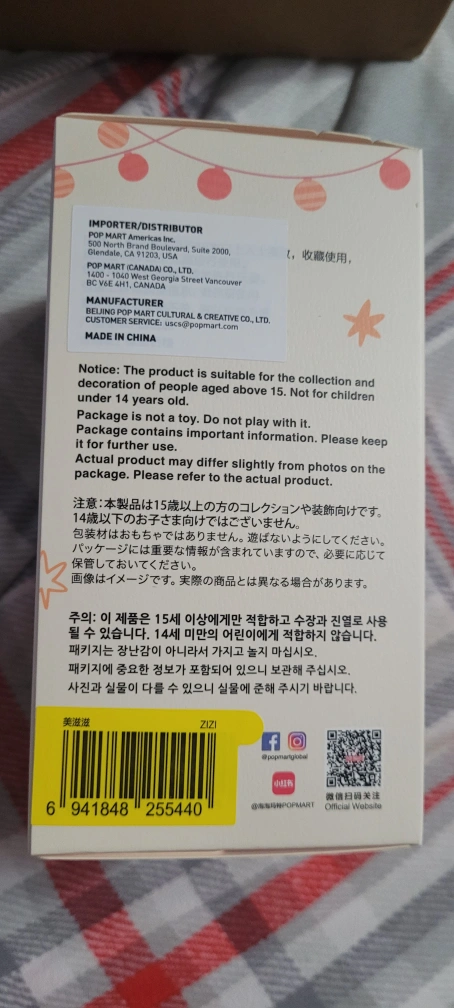 IMPORTER/DISTRIBUTOR
POP MART Americas Inc.
500 North Brand Boulevard, Suite 2000,
Glendale, CA 91203, USA
POP MART (CANADA) CO., LTD.
1400 - 1040 West Georgia Street Vancouver
BC V6E 4H1, CANADA
MANUFACTURER
BEIJING POP MART CULTURAL & CREATIVE CO., LTD.
CUSTOMER SERVICE: uscs@popmart.com
MADE IN CHINA
，收藏使用，
Notice: The product is suitable for the collection and
decoration of people aged above 15. Not for children
under 14 years old.
Package is not a toy. Do not play with it.
Package contains important information. Please keep
it for further use.
Actual product may differ slightly from photos on the
package. Please refer to the actual product.
注意：本製品は15歳以上の方のコレクションや装飾向けです。
14歳以下のお子さま向けではございません。
包装材はおもちゃではありません。遊ばないようにしてください。
パッケージには重要な情報が含まれていますので、必要に応じて
保管しておいてください。
画像はイメージです。実際の商品とは異なる場合があります。
주의: 이 제품은 15세 이상에게만 적합하고 수장과 진열로 사용
될 수 있습니다. 14세 미만의 어린이에게 적합하지 않습니다.
패키지는 장난감이 아니라서 가지고 놀지 마십시오.
패키지에 중요한 정보가 포함되어 있으니 보관해 주십시오.
사진과 실물이 다를 수 있으니 실물에 준해 주시기 바랍니다.
美滋滋 ZIZI
6 941848 255440
@popmartglobal
小红书
@泡泡玛特POPMART
微信扫码关注
Official Website